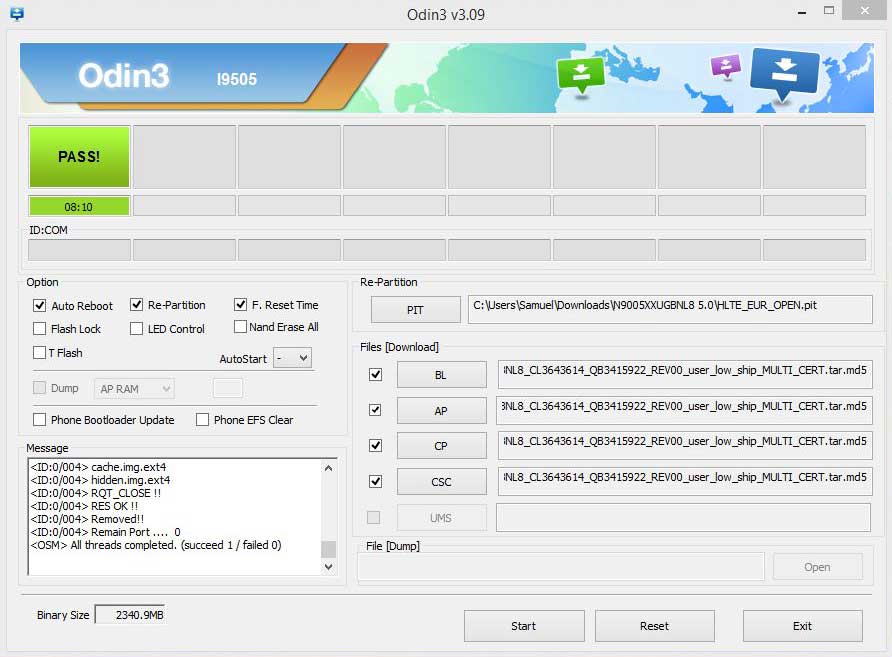 Odin3 v3.09
Odin3 I9505
PASS!
08:10
ID:COM
Option
Auto Reboot Re-Partition F. Reset Time
Flash Lock LED Control Nand Erase All
T Flash
AutoStart -
Dump AP RAM
Phone Bootloader Update Phone EFS Clear
Message
<ID:0/004> cache.img.ext4
<ID:0/004> hidden.img.ext4
<ID:0/004> RQT_CLOSE !!
<ID:0/004> RES OK !!
<ID:0/004> Removed!!
<ID:0/004> Remain Port .... 0
<OSM> All threads completed. (succeed 1 / failed 0)
Re-Partition
PIT C:\Users\Samuel\Downloads\N9005XXUGBNL8 5.0\HLTE_EUR_OPEN.pit
Files [Download]
BL BNL8_CL3643614_QB3415922_REV00_user_low_ship_MULTI_CERT.tar.md5
AP BNL8_CL3643614_QB3415922_REV00_user_low_ship_MULTI_CERT.tar.md5
CP BNL8_CL3643614_QB3415922_REV00_user_low_ship_MULTI_CERT.tar.md5
CSC BNL8_CL3643614_QB3415922_REV00_user_low_ship_MULTI_CERT.tar.md5
UMS
File [Dump]
Open
Binary Size 2340.9MB
Start Reset Exit